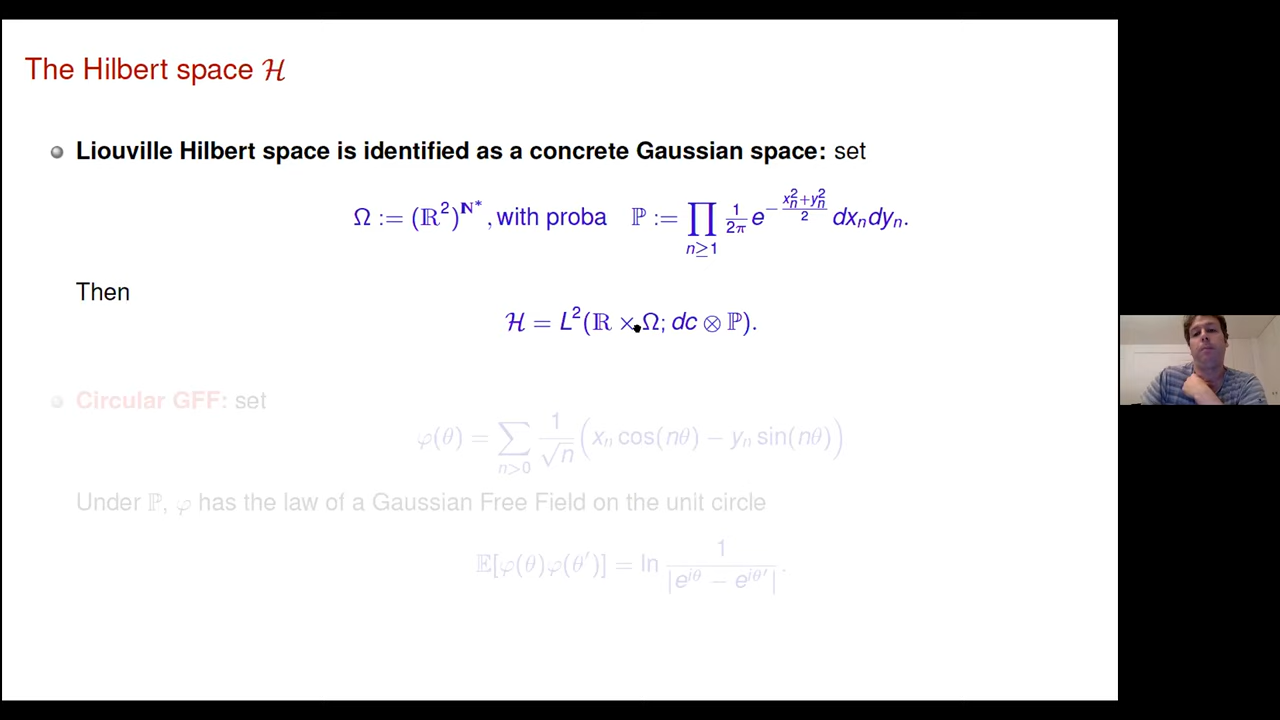 The Hilbert space ℋ
Liouville Hilbert space is identified as a concrete Gaussian space: set
Ω := (ℝ²)^{ℕ*}, with proba ℙ := ∏_{n≥1} 1/2π e^{−(x_n²+y_n²)/2} dx_n dy_n.
Then
ℋ = L²(ℝ × Ω; dc ⊗ ℙ).
Circular GFF: set
φ(θ) = ∑_{n>0} 1/√n (x_n cos(nθ) − y_n sin(nθ))
Under ℙ, φ has the law of a Gaussian Free Field on the unit circle
𝔼[φ(θ)φ(θ′)] = ln 1/|e^{iθ} − e^{iθ′}|.